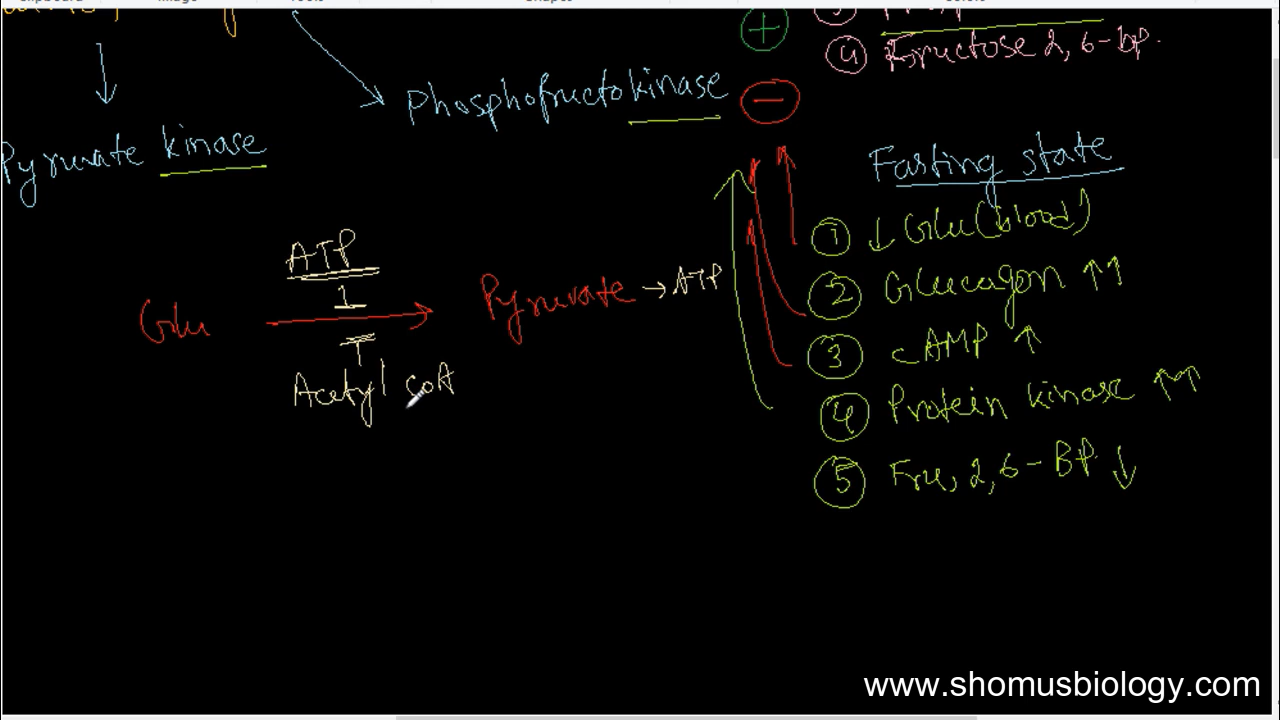 ④ Fructose 2, 6-bp.
Phosphofructokinase
+
-
Pyruvate kinase
Fasting state
① ↓ Glu (blood)
② Glucagon ↑↑
③ cAMP ↑
④ Protein kinase ↑↑
⑤ Fru, 2, 6 - BP ↓
ATP
Glu → Pyruvate → ATP
Acetyl coA
www.shomusbiology.com